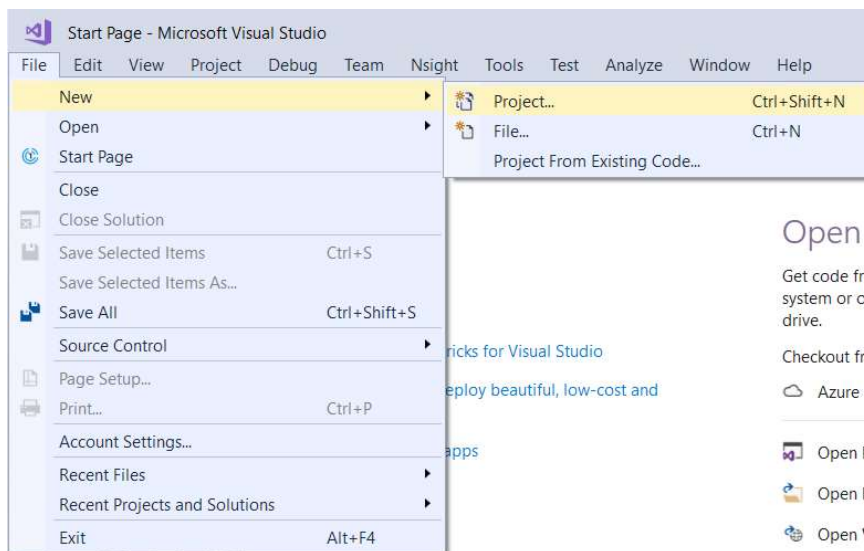 Start Page - Microsoft Visual Studio
File Edit View Project Debug Team Nsight Tools Test Analyze Window Help
New
Project... Ctrl+Shift+N
Open
File... Ctrl+N
Start Page
Project From Existing Code...
Close
Close Solution
Save Selected Items Ctrl+S
Save Selected Items As...
Save All Ctrl+Shift+S
Source Control
Page Setup...
Print... Ctrl+P
Account Settings...
Recent Files
Recent Projects and Solutions
Exit Alt+F4
ricks for Visual Studio
eploy beautiful, low-cost and
apps
Open
Get code fr
system or o
drive.
Checkout fr
Azure
Open
Open
Open